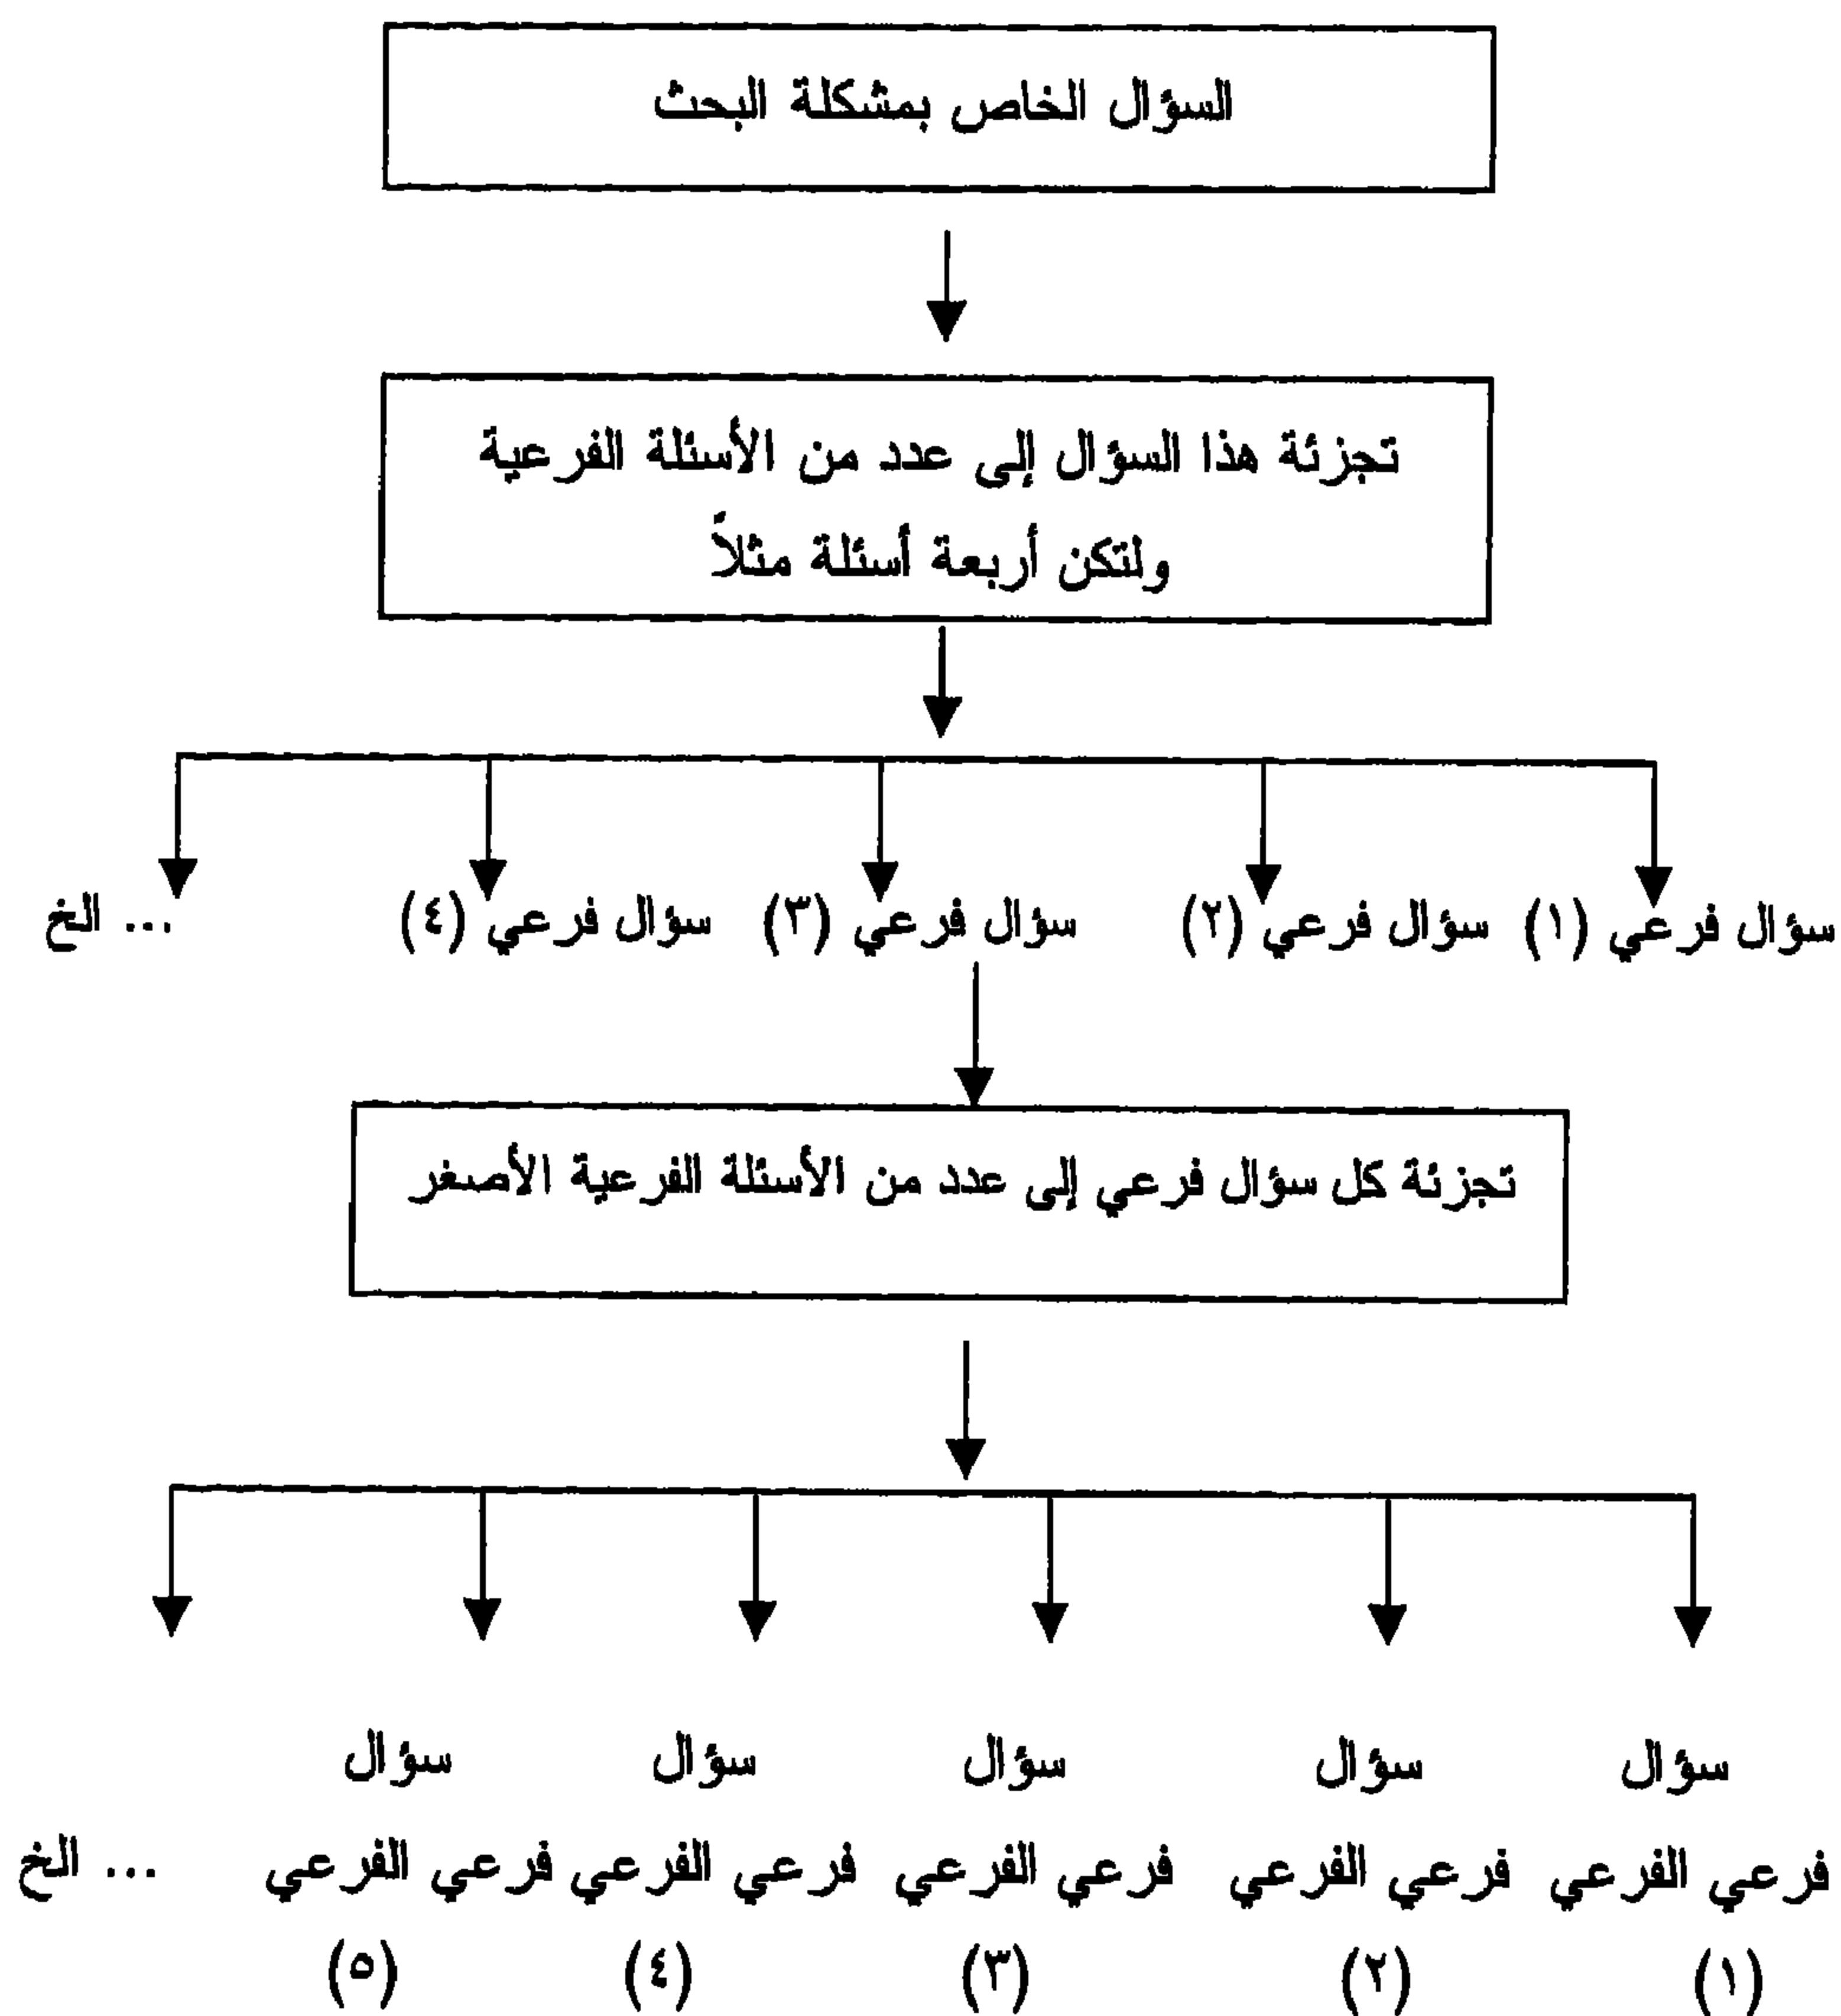 السؤال الخاص بمشكلة البحث
تجزئة هذا السؤال إلى عدد من الأسئلة الفرعية
ولتكن أربعة أسئلة مثلاً
سؤال فرعي (١) سؤال فرعي (٢) سؤال فرعي (٣) سؤال فرعي (٤) ... الخ
تجزئة كل سؤال فرعي إلى عدد من الأسئلة الفرعية الأصغر
سؤال سؤال سؤال سؤال سؤال
فرعي الفرعي فرعي الفرعي فرعي الفرعي فرعي الفرعي فرعي الفرعي ... الخ
(١) (٢) (٣) (٤) (٥)